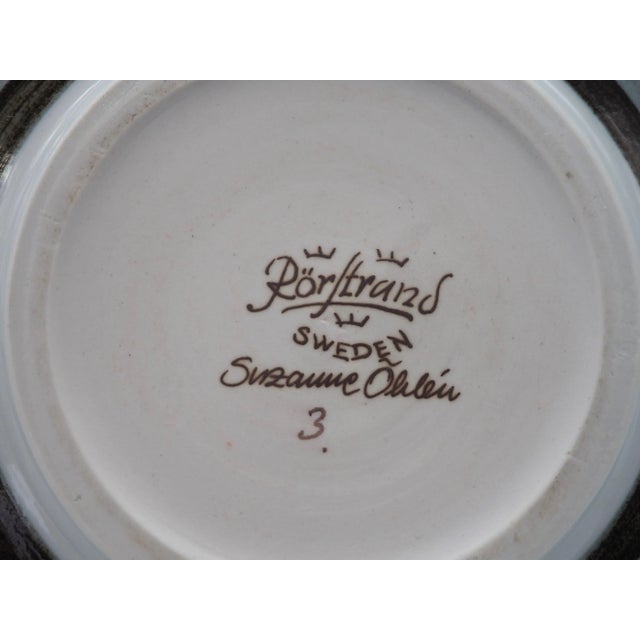 Rörstrand
SWEDEN
Suzanne Öhlén
3.